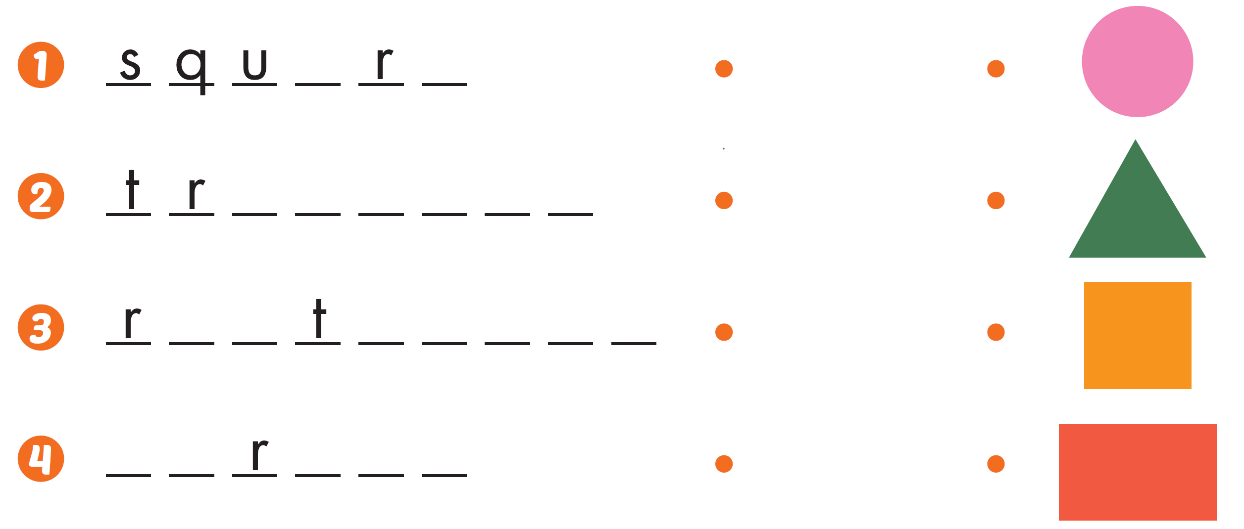 1 s q u _ r _
2 t r _ _ _ _ _ _
3 r _ _ t _ _ _ _ _
4 _ _ r _ _ _